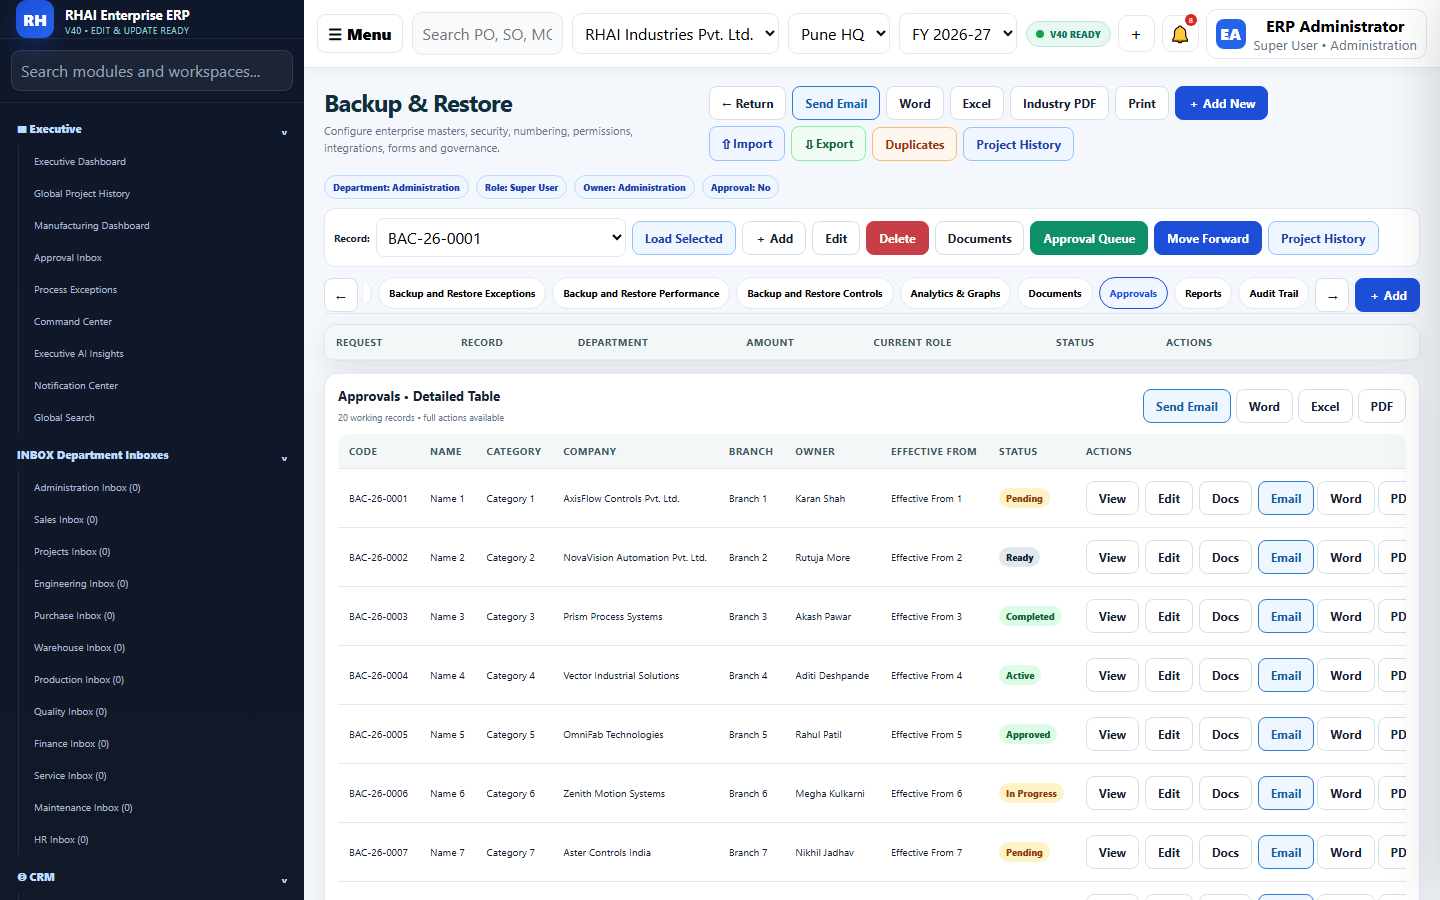 RH
RHAI Enterprise ERP
V40 • EDIT & UPDATE READY
Search modules and workspaces...
Executive
Executive Dashboard
Global Project History
Manufacturing Dashboard
Approval Inbox
Process Exceptions
Command Center
Executive AI Insights
Notification Center
Global Search
INBOX Department Inboxes
Administration Inbox (0)
Sales Inbox (0)
Projects Inbox (0)
Engineering Inbox (0)
Purchase Inbox (0)
Warehouse Inbox (0)
Production Inbox (0)
Quality Inbox (0)
Finance Inbox (0)
Service Inbox (0)
Maintenance Inbox (0)
HR Inbox (0)
CRM
☰ Menu
Search PO, SO, MO
RHAI Industries Pvt. Ltd.
Pune HQ
FY 2026-27
V40 READY
+
8
EA
ERP Administrator
Super User • Administration
Backup & Restore
Configure enterprise masters, security, numbering, permissions,
integrations, forms and governance.
← Return
Send Email
Word
Excel
Industry PDF
Print
+ Add New
⇧ Import
⇩ Export
Duplicates
Project History
Department: Administration
Role: Super User
Owner: Administration
Approval: No
Record:
BAC-26-0001
Load Selected
+ Add
Edit
Delete
Documents
Approval Queue
Move Forward
Project History
←
Backup and Restore Exceptions
Backup and Restore Performance
Backup and Restore Controls
Analytics & Graphs
Documents
Approvals
Reports
Audit Trail
→
+ Add
REQUEST RECORD DEPARTMENT AMOUNT CURRENT ROLE STATUS ACTIONS
Approvals • Detailed Table
20 working records • full actions available
Send Email
Word
Excel
PDF
CODE NAME CATEGORY COMPANY BRANCH OWNER EFFECTIVE FROM STATUS ACTIONS
BAC-26-0001 Name 1 Category 1 AxisFlow Controls Pvt. Ltd. Branch 1 Karan Shah Effective From 1 Pending View Edit Docs Email Word PD
BAC-26-0002 Name 2 Category 2 NovaVision Automation Pvt. Ltd. Branch 2 Rutuja More Effective From 2 Ready View Edit Docs Email Word PD
BAC-26-0003 Name 3 Category 3 Prism Process Systems Branch 3 Akash Pawar Effective From 3 Completed View Edit Docs Email Word PD
BAC-26-0004 Name 4 Category 4 Vector Industrial Solutions Branch 4 Aditi Deshpande Effective From 4 Active View Edit Docs Email Word PD
BAC-26-0005 Name 5 Category 5 OmniFab Technologies Branch 5 Rahul Patil Effective From 5 Approved View Edit Docs Email Word PD
BAC-26-0006 Name 6 Category 6 Zenith Motion Systems Branch 6 Megha Kulkarni Effective From 6 In Progress View Edit Docs Email Word PD
BAC-26-0007 Name 7 Category 7 Aster Controls India Branch 7 Nikhil Jadhav Effective From 7 Pending View Edit Docs Email Word PD